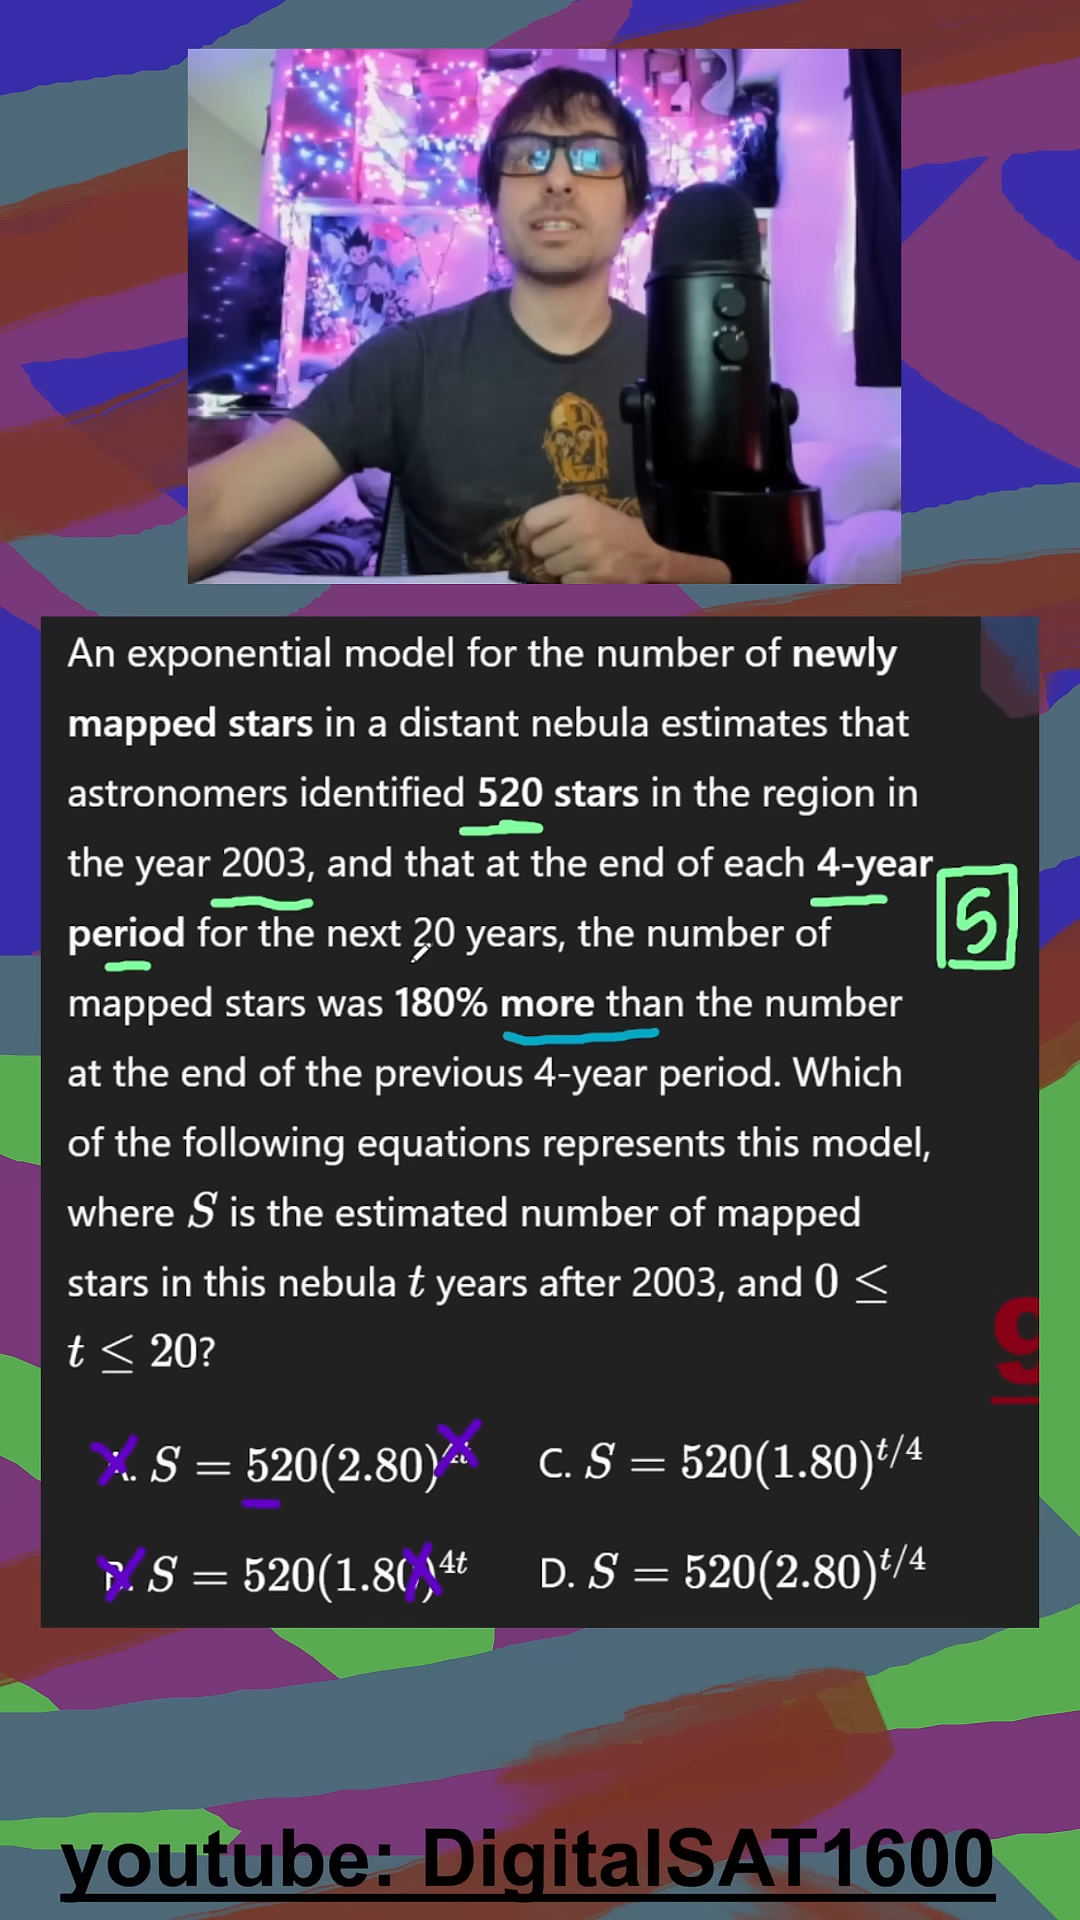 An exponential model for the number of newly
mapped stars in a distant nebula estimates that
astronomers identified 520 stars in the region in
the year 2003, and that at the end of each 4-year
period for the next 20 years, the number of
5
mapped stars was 180% more than the number
at the end of the previous 4-year period. Which
of the following equations represents this model,
where S is the estimated number of mapped
stars in this nebula t years after 2003, and 0 ≤
t ≤ 20?
S = 520(2.80)
C. S = 520(1.80)^{t/4}
S = 520(1.80)^{4t}
D. S = 520(2.80)^{t/4}
youtube: DigitalSAT1600